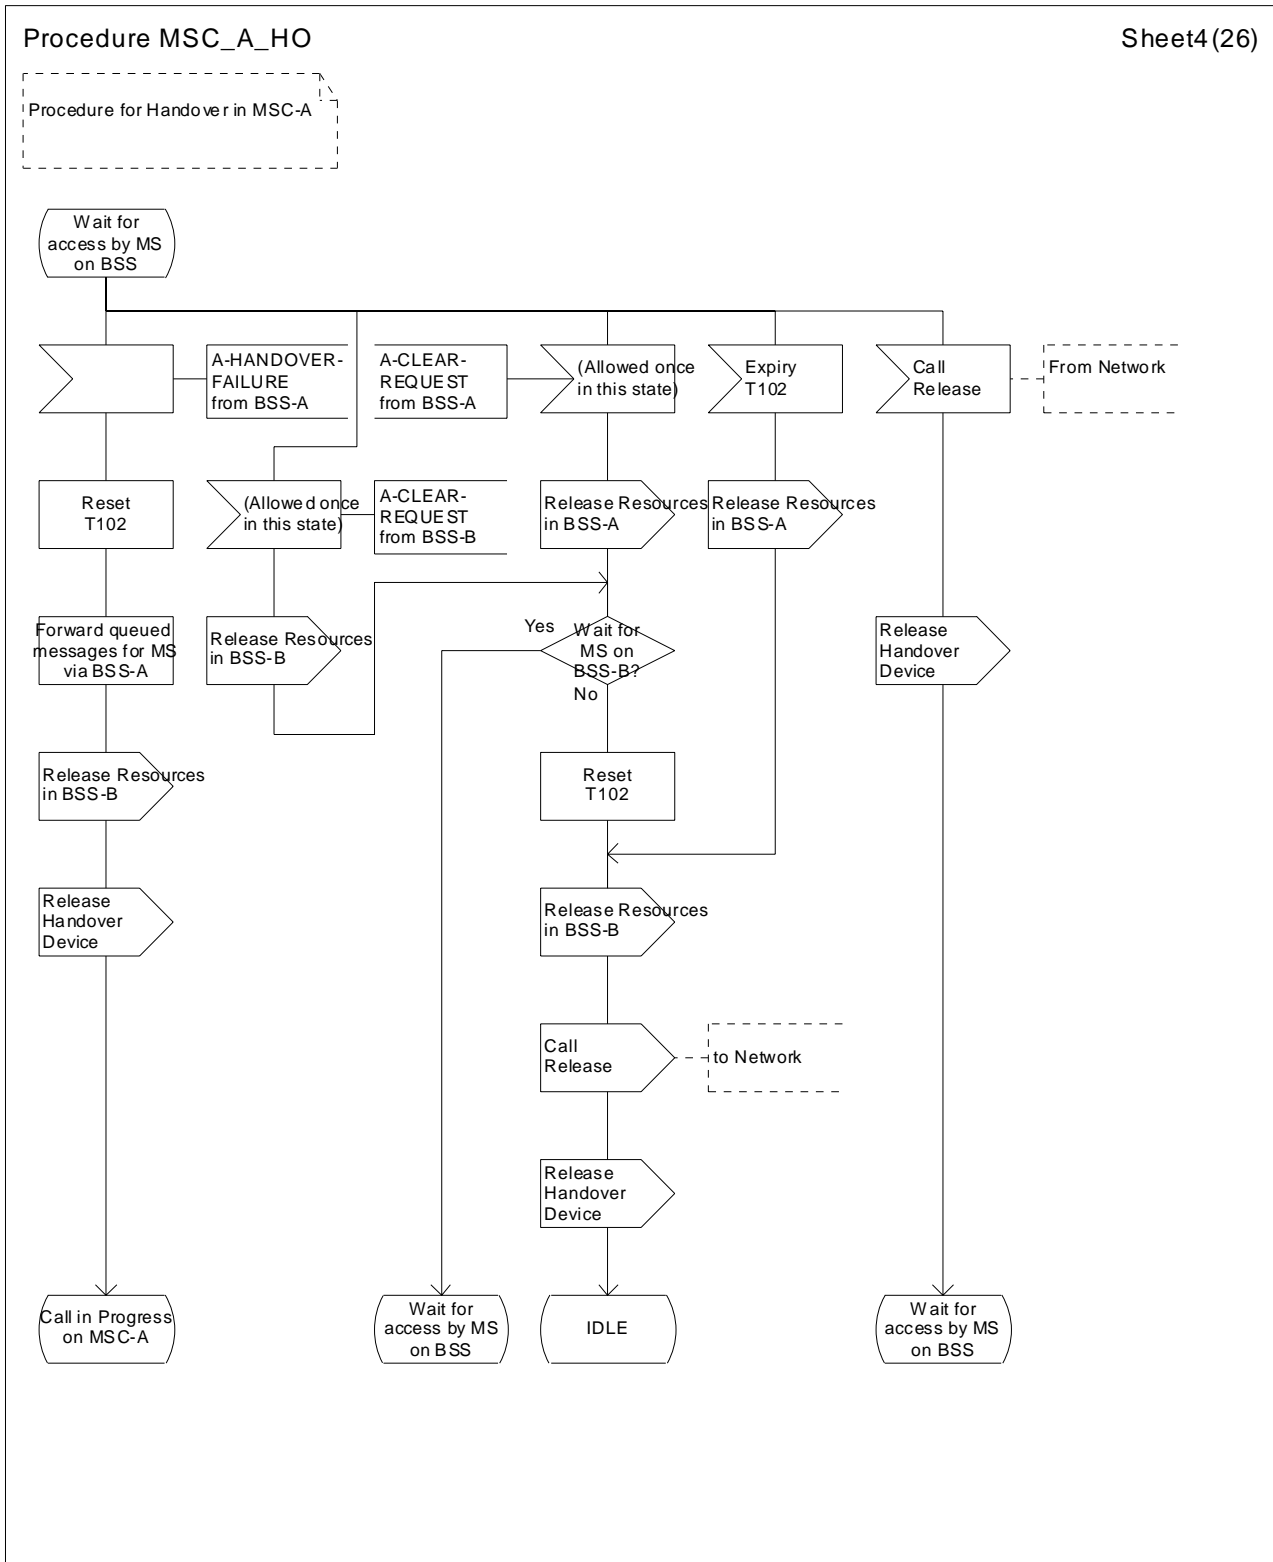 Procedure MSC_A_HO
Sheet4(26)
Procedure for Handover in MSC-A
Wait for
access by MS
on BSS
A-HANDOVER-
FAILURE
from BSS-A
A-CLEAR-
REQUEST
from BSS-A
(Allowed once
in this state)
Expiry
T102
Call
Release
From Network
Reset
T102
(Allowed once
in this state)
A-CLEAR-
REQUEST
from BSS-B
Release Resources
in BSS-A
Release Resources
in BSS-A
Forward queued
messages for MS
via BSS-A
Release Resources
in BSS-B
Yes
Wait for
MS on
BSS-B?
No
Release
Handover
Device
Release Resources
in BSS-B
Reset
T102
Release
Handover
Device
Release Resources
in BSS-B
Call
Release
to Network
Release
Handover
Device
Call in Progress
on MSC-A
Wait for
access by MS
on BSS
IDLE
Wait for
access by MS
on BSS